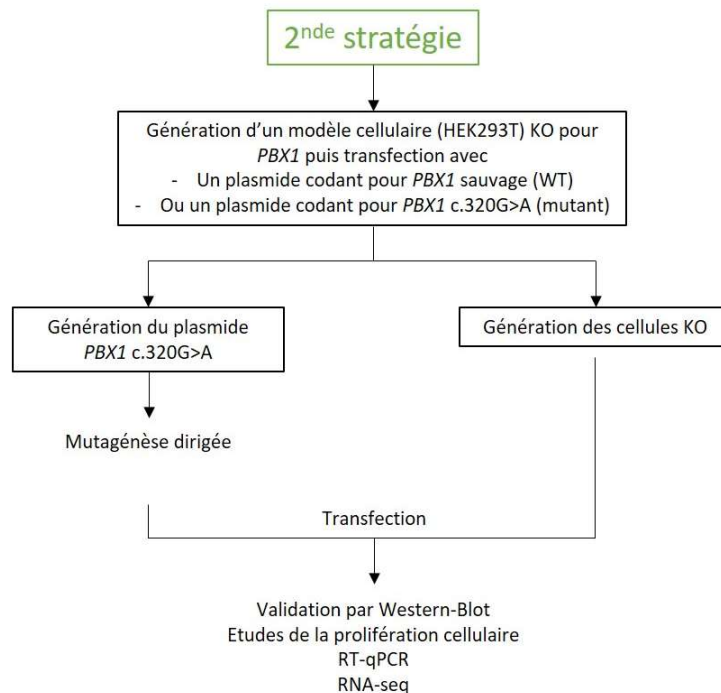 2nde stratégie
Génération d'un modèle cellulaire (HEK293T) KO pour
PBX1 puis transfection avec
- Un plasmide codant pour PBX1 sauvage (WT)
- Ou un plasmide codant pour PBX1 c.320G>A (mutant)
Génération du plasmide
PBX1 c.320G>A
Génération des cellules KO
Mutagénèse dirigée
Transfection
Validation par Western-Blot
Etudes de la prolifération cellulaire
RT-qPCR
RNA-seq